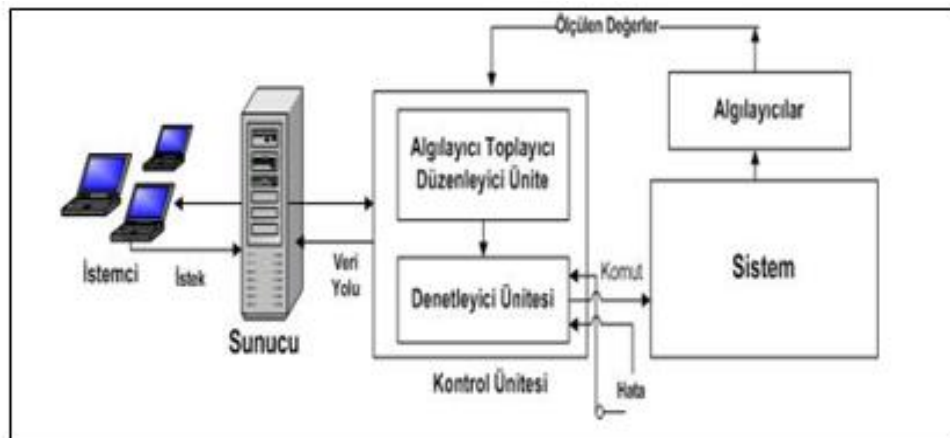 Ölçülen Değerler
Algılayıcılar
Algılayıcı Toplayıcı
Düzenleyici Ünite
İstemci
İstek
Sunucu
Veri
Yolu
Denetleyici Ünitesi
Kontrol Ünitesi
Komut
Hata
Sistem